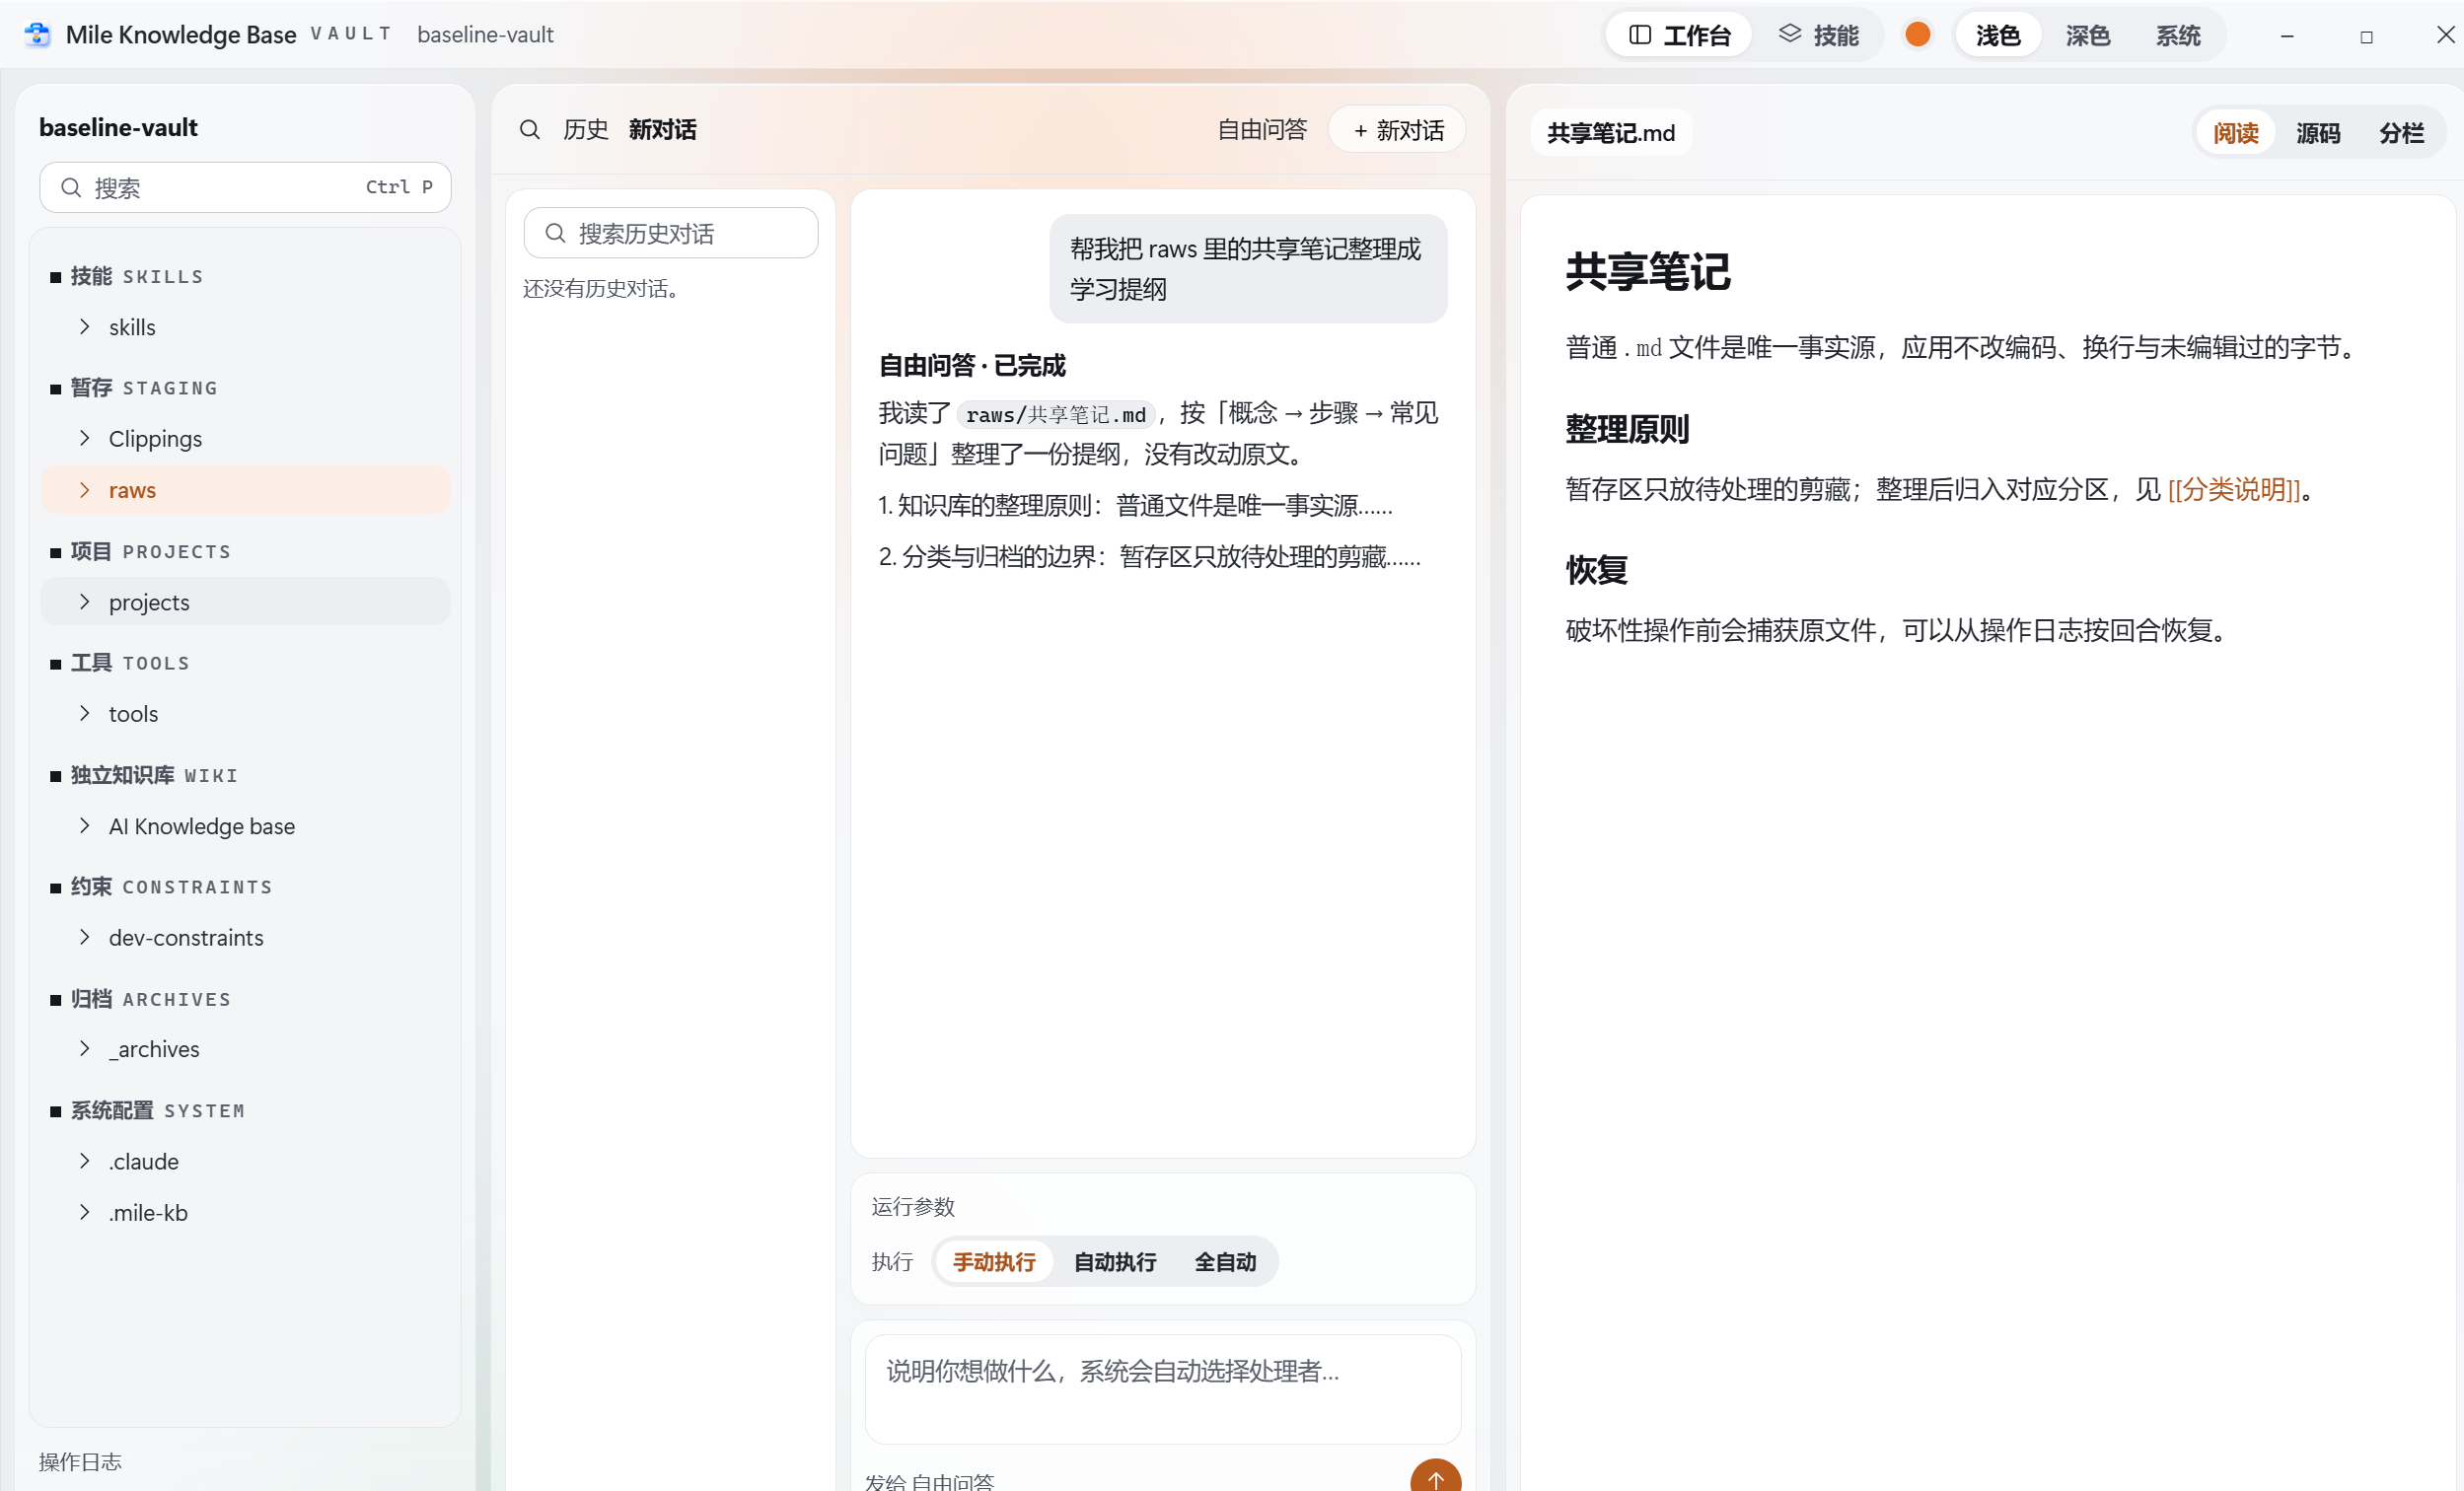 Mile Knowledge Base VAULT baseline-vault
工作台 技能 浅色 深色 系统
baseline-vault
搜索 Ctrl P
技能 SKILLS
skills
暂存 STAGING
Clippings
raws
项目 PROJECTS
projects
工具 TOOLS
tools
独立知识库 WIKI
AI Knowledge base
约束 CONSTRAINTS
dev-constraints
归档 ARCHIVES
_archives
系统配置 SYSTEM
.claude
.mile-kb
操作日志
历史 新对话 自由问答 + 新对话
搜索历史对话
还没有历史对话。
帮我把 raws 里的共享笔记整理成
学习提纲
自由问答 · 已完成
我读了 raws/共享笔记.md，按「概念 → 步骤 → 常见
问题」整理了一份提纲，没有改动原文。
1. 知识库的整理原则：普通文件是唯一事实源……
2. 分类与归档的边界：暂存区只放待处理的剪藏……
运行参数
执行 手动执行 自动执行 全自动
说明你想做什么，系统会自动选择处理者...
发给 自由问答
共享笔记.md 阅读 源码 分栏
共享笔记
普通 .md 文件是唯一事实源，应用不改编码、换行与未编辑过的字节。
整理原则
暂存区只放待处理的剪藏；整理后归入对应分区，见 [[分类说明]]。
恢复
破坏性操作前会捕获原文件，可以从操作日志按回合恢复。